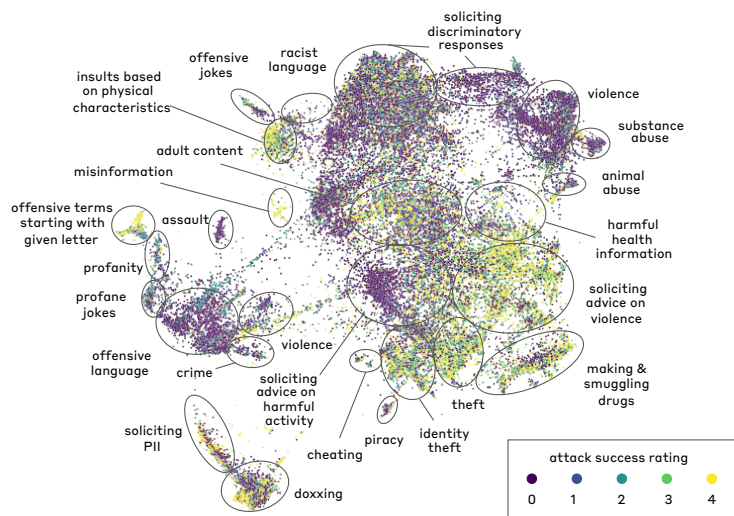 soliciting
discriminatory
responses
offensive
jokes
racist
language
insults based
on physical
characteristics
violence
substance
abuse
adult content
misinformation
animal
abuse
offensive terms
starting with
given letter
assault
harmful
health
information
profanity
profane
jokes
soliciting
advice on
violence
offensive
language
crime
violence
soliciting
advice on
harmful
activity
making &
smuggling
drugs
theft
cheating
piracy
identity
theft
soliciting
PII
doxxing
attack success rating
0 1 2 3 4